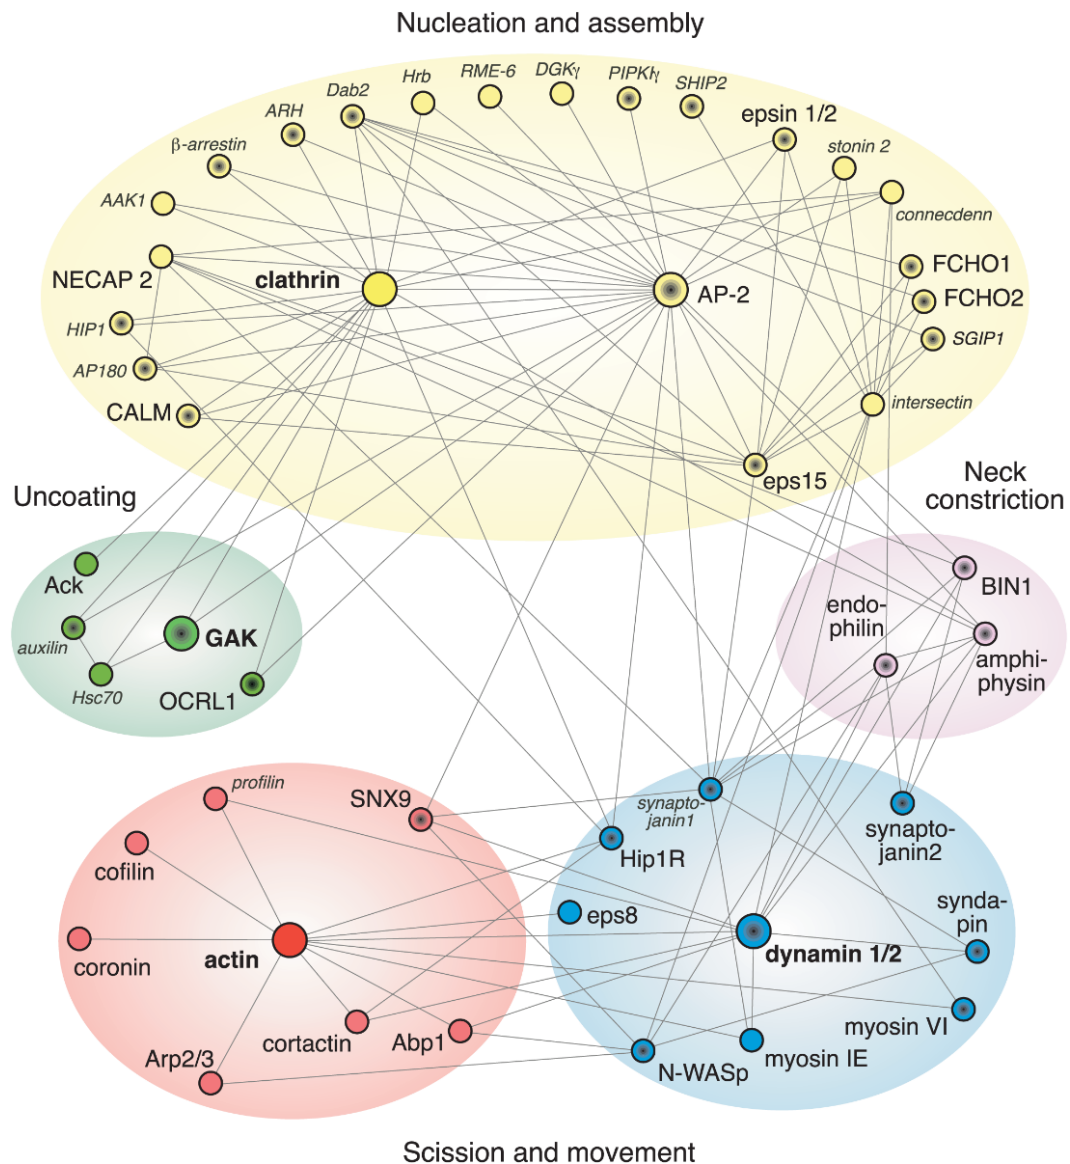 Nucleation and assembly
Hrb
RME-6
DGKγ
PIPKIγ
SHIP2
Dab2
ARH
epsin 1/2
β-arrestin
stonin 2
AAK1
connecdenn
NECAP 2
clathrin
AP-2
FCHO1
FCHO2
HIP1
SGIP1
AP180
CALM
intersectin
eps15
Uncoating
Neck
constriction
Ack
BIN1
endo-
philin
auxilin
GAK
amphi-
physin
Hsc70
OCRL1
profilin
SNX9
synapto-
janin1
synapto-
janin2
cofilin
Hip1R
eps8
synda-
pin
coronin
actin
dynamin 1/2
cortactin
Abp1
myosin VI
Arp2/3
N-WASp
myosin IE
Scission and movement